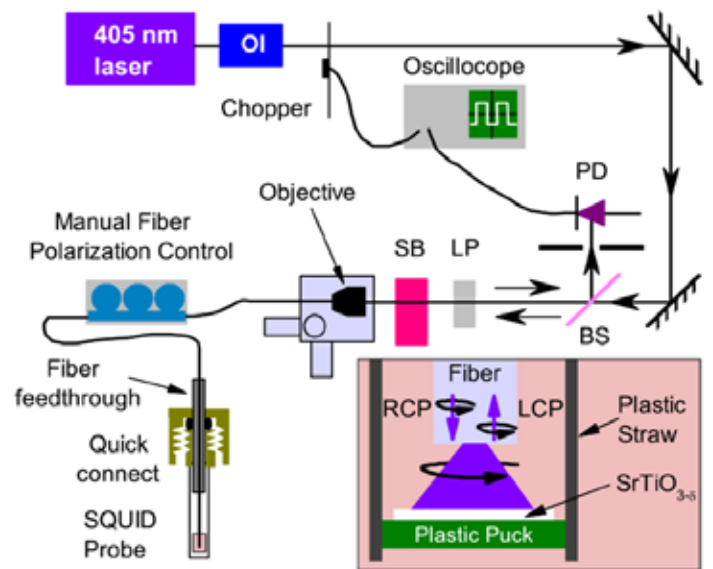 405 nm
laser
OI
Oscillocope
Chopper
PD
Objective
Manual Fiber
Polarization Control
SB
LP
BS
Fiber
feedthrough
Fiber
RCP
LCP
Plastic
Straw
Quick
connect
SrTiO3-δ
SQUID
Probe
Plastic Puck